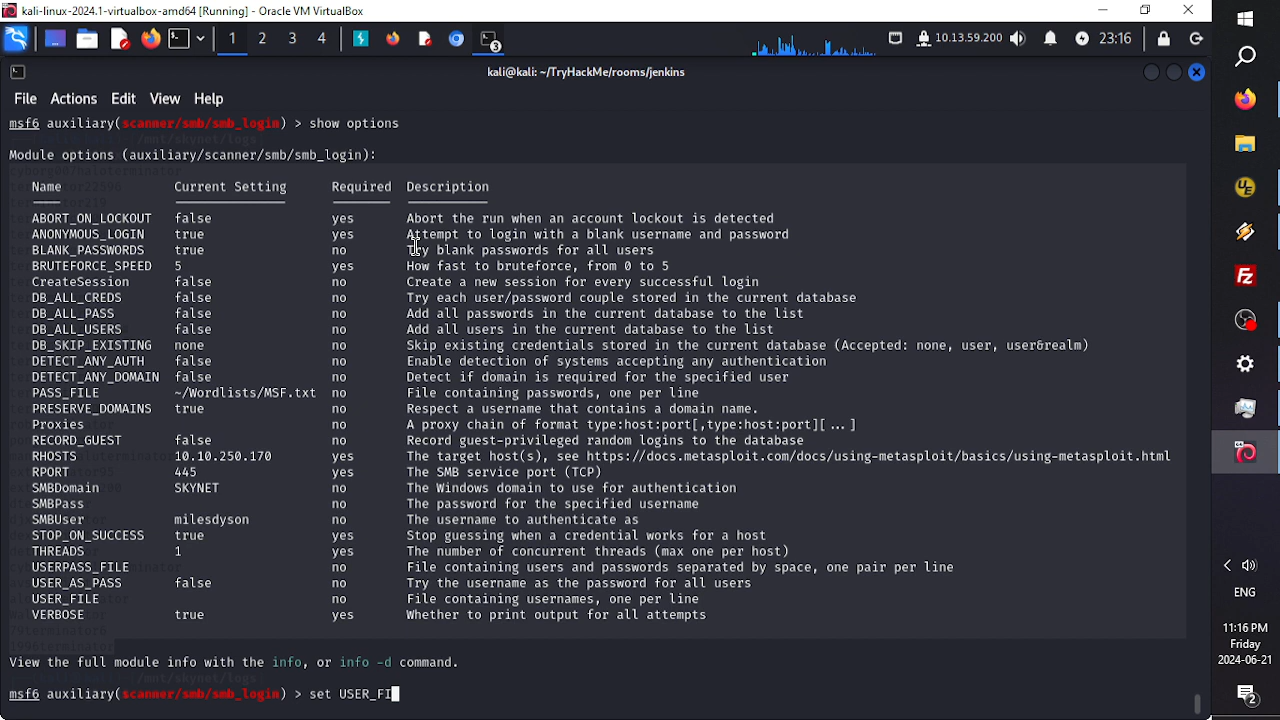 kali-linux-2024.1-virtualbox-amd64 [Running] - Oracle VM VirtualBox
1 2 3 4 3 10.13.59.200 23:16
kali@kali: ~/TryHackMe/rooms/jenkins
File Actions Edit View Help
msf6 auxiliary(scanner/smb/smb_login) > show options
Module options (auxiliary/scanner/smb/smb_login):
Name Current Setting Required Description
ABORT_ON_LOCKOUT false yes Abort the run when an account lockout is detected
ANONYMOUS_LOGIN true yes Attempt to login with a blank username and password
BLANK_PASSWORDS true no Try blank passwords for all users
BRUTEFORCE_SPEED 5 yes How fast to bruteforce, from 0 to 5
CreateSession false no Create a new session for every successful login
DB_ALL_CREDS false no Try each user/password couple stored in the current database
DB_ALL_PASS false no Add all passwords in the current database to the list
DB_ALL_USERS false no Add all users in the current database to the list
DB_SKIP_EXISTING none no Skip existing credentials stored in the current database (Accepted: none, user, user&realm)
DETECT_ANY_AUTH false no Enable detection of systems accepting any authentication
DETECT_ANY_DOMAIN false no Detect if domain is required for the specified user
PASS_FILE ~/Wordlists/MSF.txt no File containing passwords, one per line
PRESERVE_DOMAINS true no Respect a username that contains a domain name.
Proxies no A proxy chain of format type:host:port[,type:host:port][...]
RECORD_GUEST false no Record guest-privileged random logins to the database
RHOSTS 10.10.250.170 yes The target host(s), see https://docs.metasploit.com/docs/using-metasploit/basics/using-metasploit.html
RPORT 445 yes The SMB service port (TCP)
SMBDomain SKYNET no The Windows domain to use for authentication
SMBPass no The password for the specified username
SMBUser milesdyson no The username to authenticate as
STOP_ON_SUCCESS true yes Stop guessing when a credential works for a host
THREADS 1 yes The number of concurrent threads (max one per host)
USERPASS_FILE no File containing users and passwords separated by space, one pair per line
USER_AS_PASS false no Try the username as the password for all users
USER_FILE no File containing usernames, one per line
VERBOSE true yes Whether to print output for all attempts
View the full module info with the info, or info -d command.
msf6 auxiliary(scanner/smb/smb_login) > set USER_FI
ENG
11:16 PM
Friday
2024-06-21
2